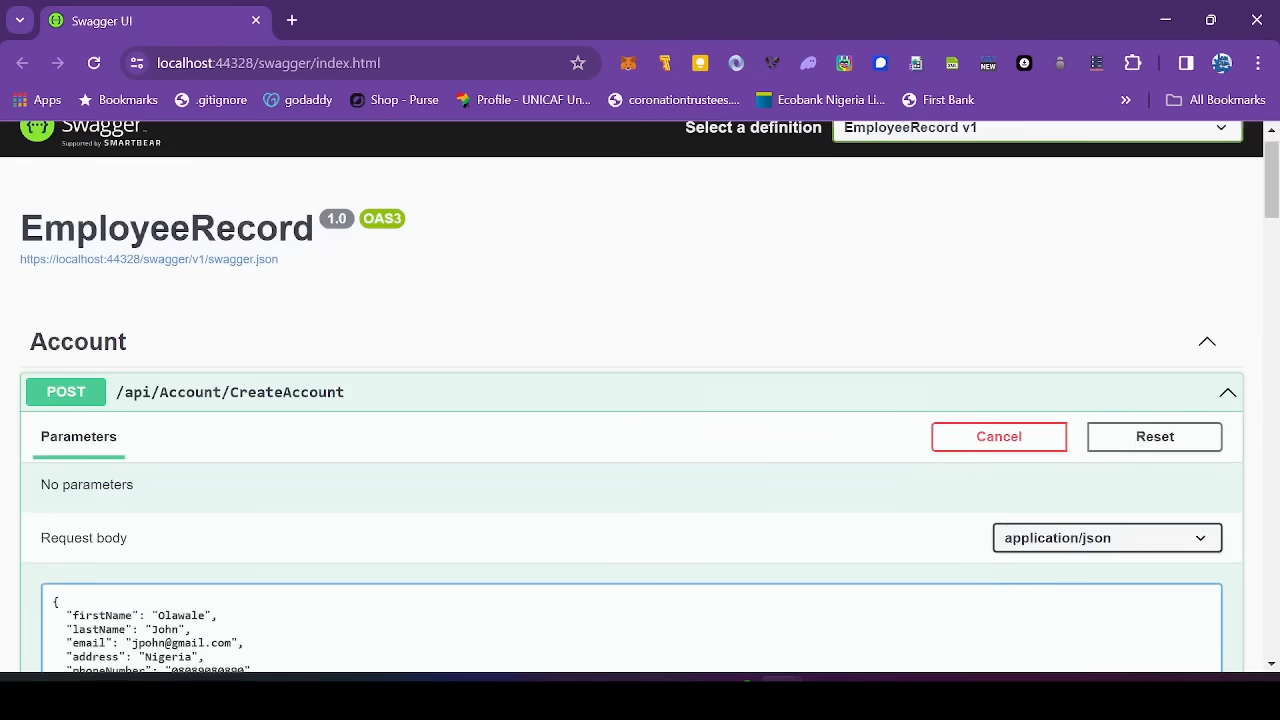 Swagger UI
localhost:44328/swagger/index.html
NEW
Apps
Bookmarks
.gitignore
godaddy
Shop - Purse
Profile - UNICAF Un...
coronationtrustees....
Ecobank Nigeria Li...
First Bank
»
All Bookmarks
Swagger
Supported by SMARTBEAR
Select a definition
EmployeeRecord v1
EmployeeRecord 1.0 OAS3
https://localhost:44328/swagger/v1/swagger.json
Account
POST /api/Account/CreateAccount
Parameters
Cancel
Reset
No parameters
Request body
application/json
{
"firstName": "Olawale",
"lastName": "John",
"email": "jpohn@gmail.com",
"address": "Nigeria",
"phoneNumber":